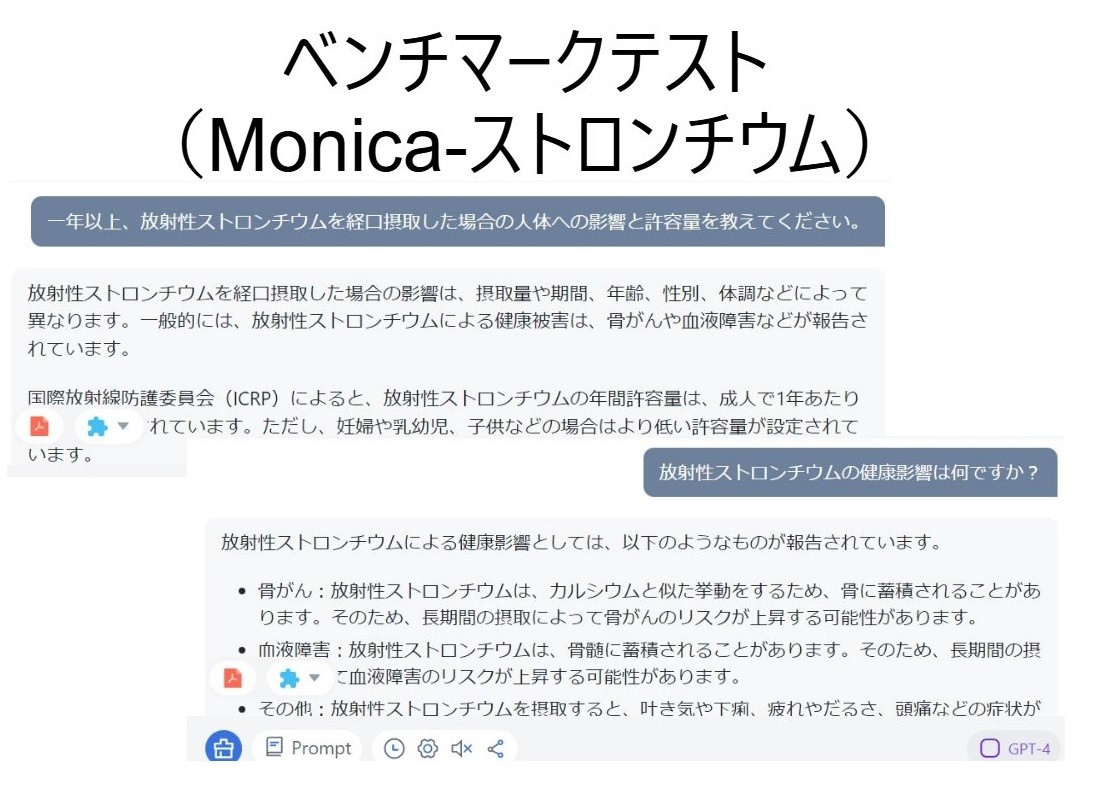 ベンチマークテスト
（Monica-ストロンチウム）
一年以上、放射性ストロンチウムを経口摂取した場合の人体への影響と許容量を教えてください。
放射性ストロンチウムを経口摂取した場合の影響は、摂取量や期間、年齢、性別、体調などによって
異なります。一般的には、放射性ストロンチウムによる健康被害は、骨がんや血液障害などが報告さ
れています。
国際放射線防護委員会（ICRP）によると、放射性ストロンチウムの年間許容量は、成人で1年あたり
れています。ただし、妊婦や乳幼児、子供などの場合はより低い許容量が設定されて
います。
放射性ストロンチウムの健康影響は何ですか？
放射性ストロンチウムによる健康影響としては、以下のようなものが報告されています。
• 骨がん：放射性ストロンチウムは、カルシウムと似た挙動をするため、骨に蓄積されることがあ
ります。そのため、長期間の摂取によって骨がんのリスクが上昇する可能性があります。
• 血液障害：放射性ストロンチウムは、骨髄に蓄積されることがあります。そのため、長期間の摂
て血液障害のリスクが上昇する可能性があります。
• その他：放射性ストロンチウムを摂取すると、吐き気や下痢、疲れやだるさ、頭痛などの症状が
Prompt
GPT-4